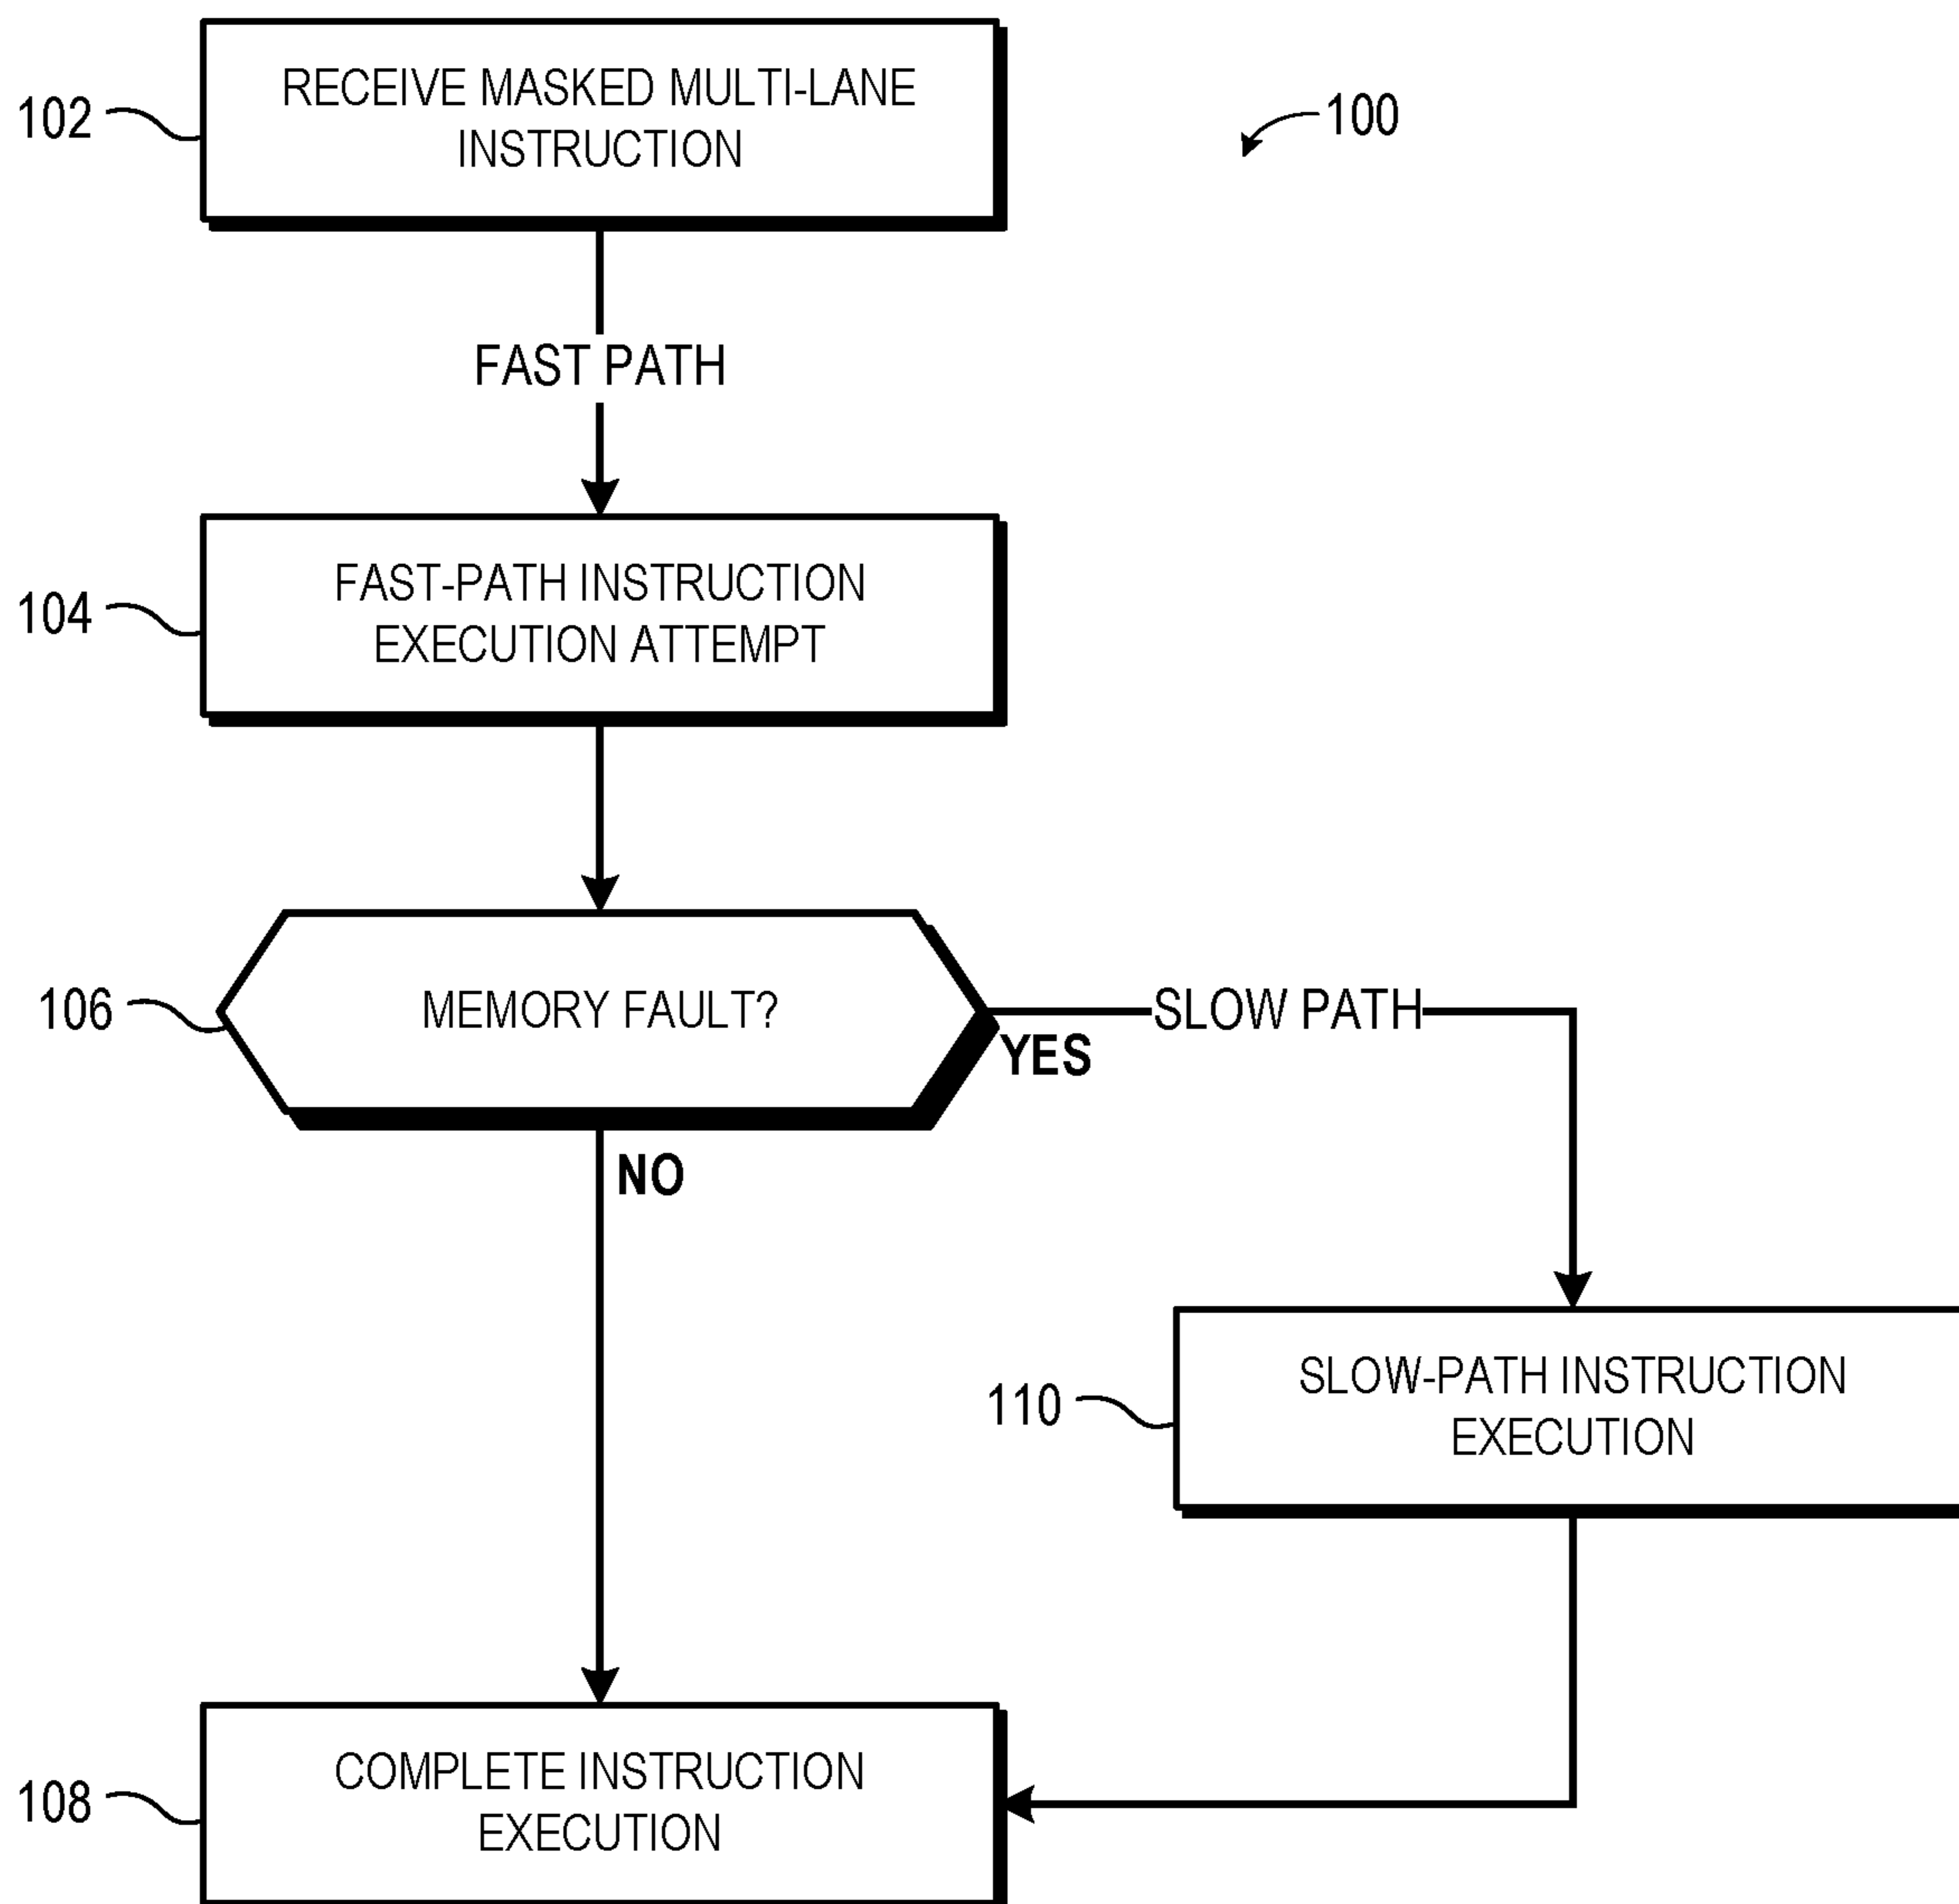 RECEIVE MASKED MULTI-LANE
INSTRUCTION
102
100
FAST PATH
FAST-PATH INSTRUCTION
EXECUTION ATTEMPT
104
MEMORY FAULT?
106
SLOW PATH
YES
NO
SLOW-PATH INSTRUCTION
EXECUTION
110
COMPLETE INSTRUCTION
EXECUTION
108